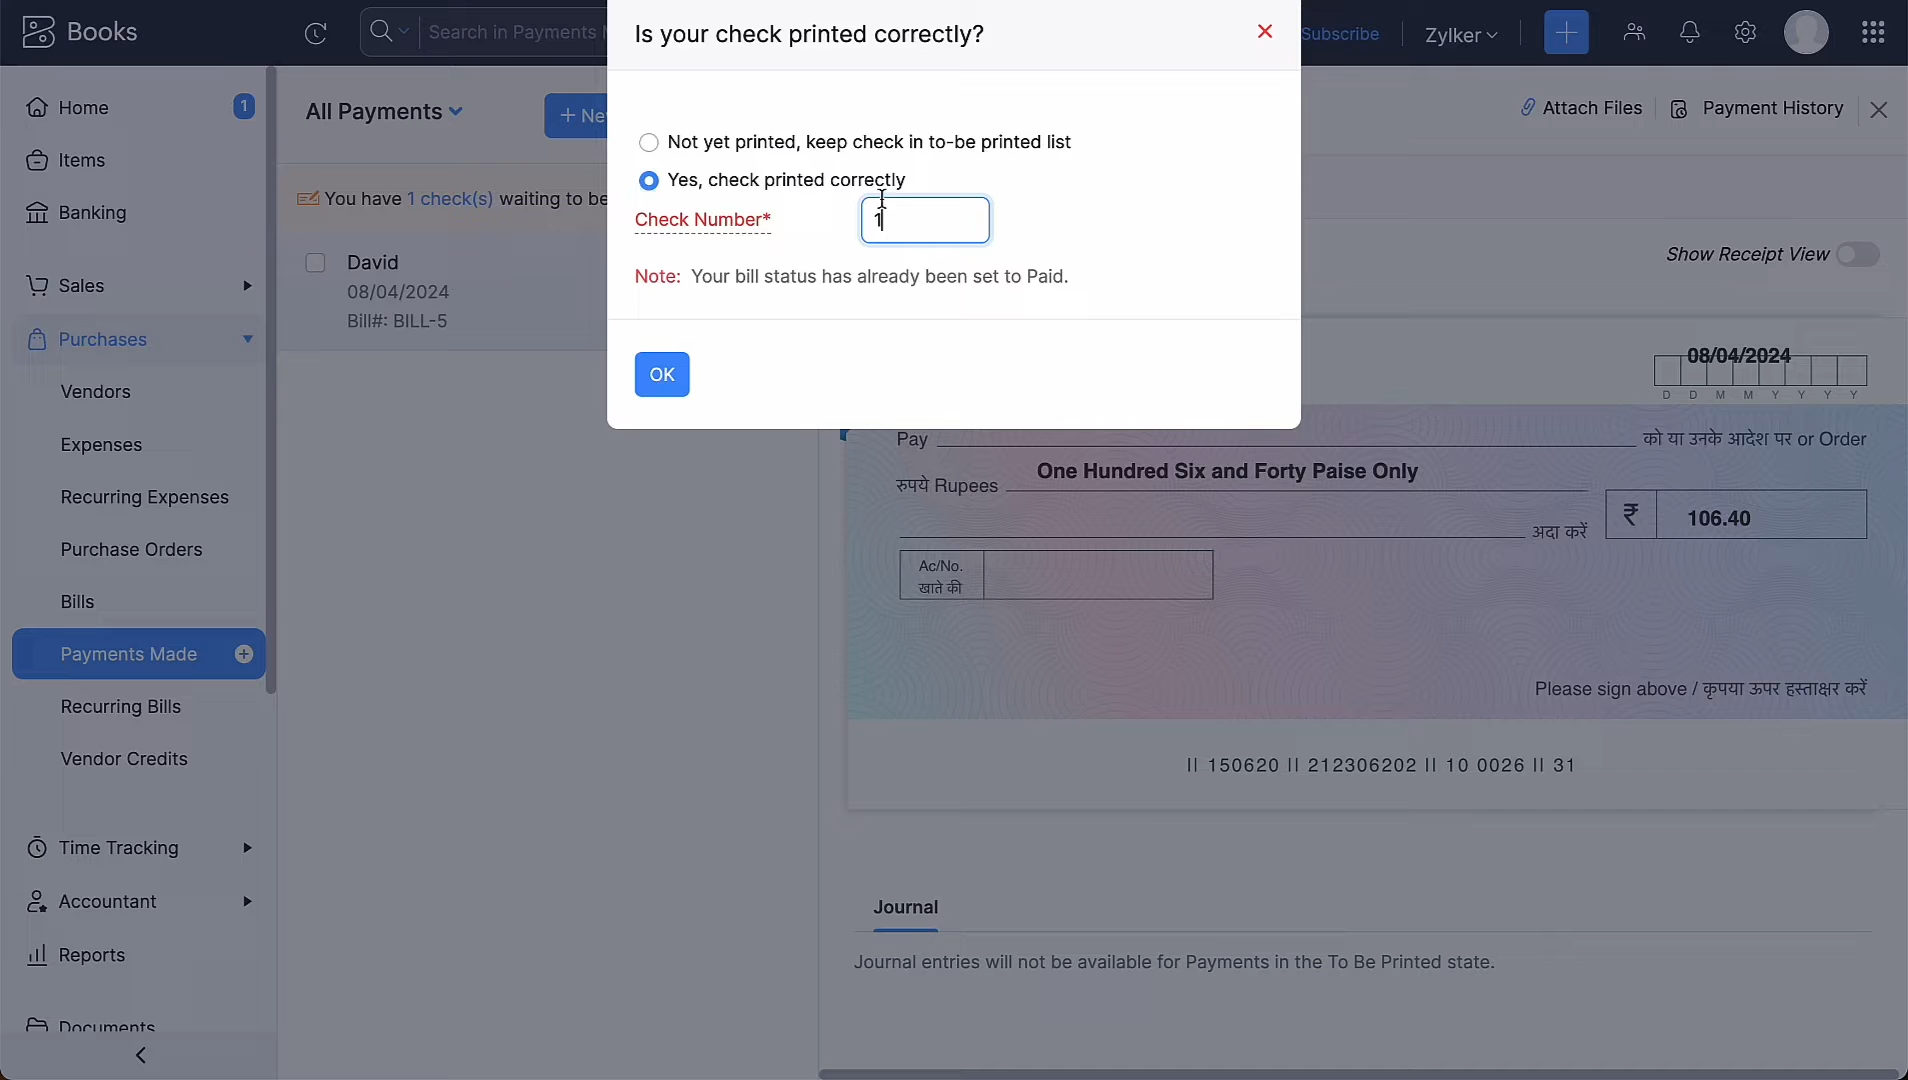 Books
Search in Payments
Subscribe
Zylker
Home
1
Items
Banking
Sales
Purchases
Vendors
Expenses
Recurring Expenses
Purchase Orders
Bills
Payments Made
Recurring Bills
Vendor Credits
Time Tracking
Accountant
Reports
Documents
All Payments
+ Ne
You have 1 check(s) waiting to be
David
08/04/2024
Bill#: BILL-5
Is your check printed correctly?
Not yet printed, keep check in to-be printed list
Yes, check printed correctly
Check Number*
1
Note: Your bill status has already been set to Paid.
OK
Attach Files
Payment History
Show Receipt View
08/04/2024
D D M M Y Y Y Y
Pay
को या उनके आदेश पर or Order
One Hundred Six and Forty Paise Only
रुपये Rupees
अदा करें
₹
106.40
Ac/No.
खाते की
Please sign above / कृपया ऊपर हस्ताक्षर करें
II 150620 II 212306202 II 10 0026 II 31
Journal
Journal entries will not be available for Payments in the To Be Printed state.